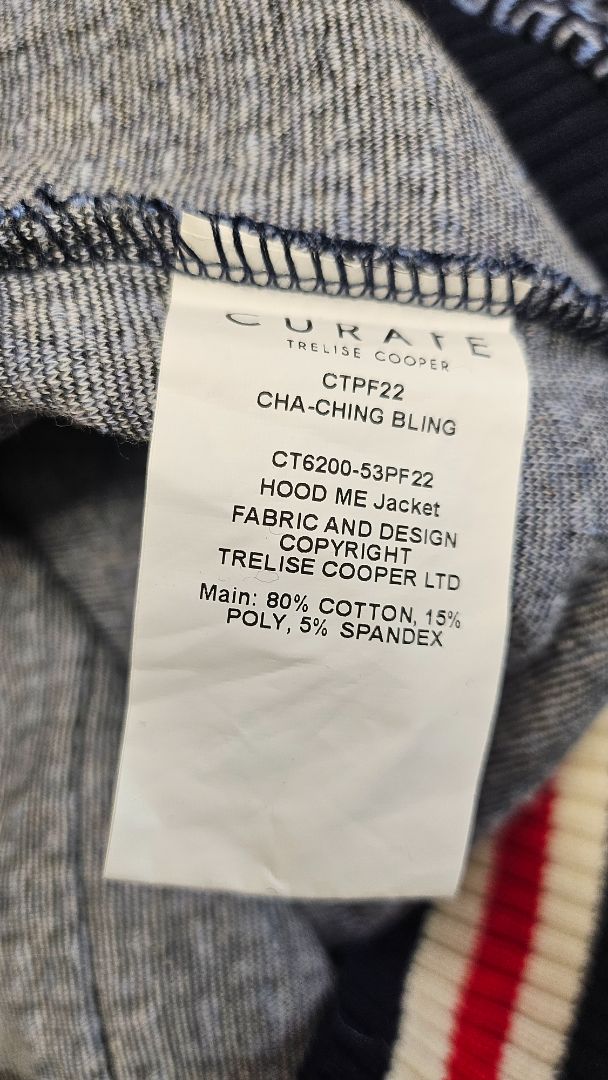 CURATE
TRELISE COOPER
CTPF22
CHA-CHING BLING
CT6200-53PF22
HOOD ME Jacket
FABRIC AND DESIGN
COPYRIGHT
TRELISE COOPER LTD
Main: 80% COTTON, 15%
POLY, 5% SPANDEX